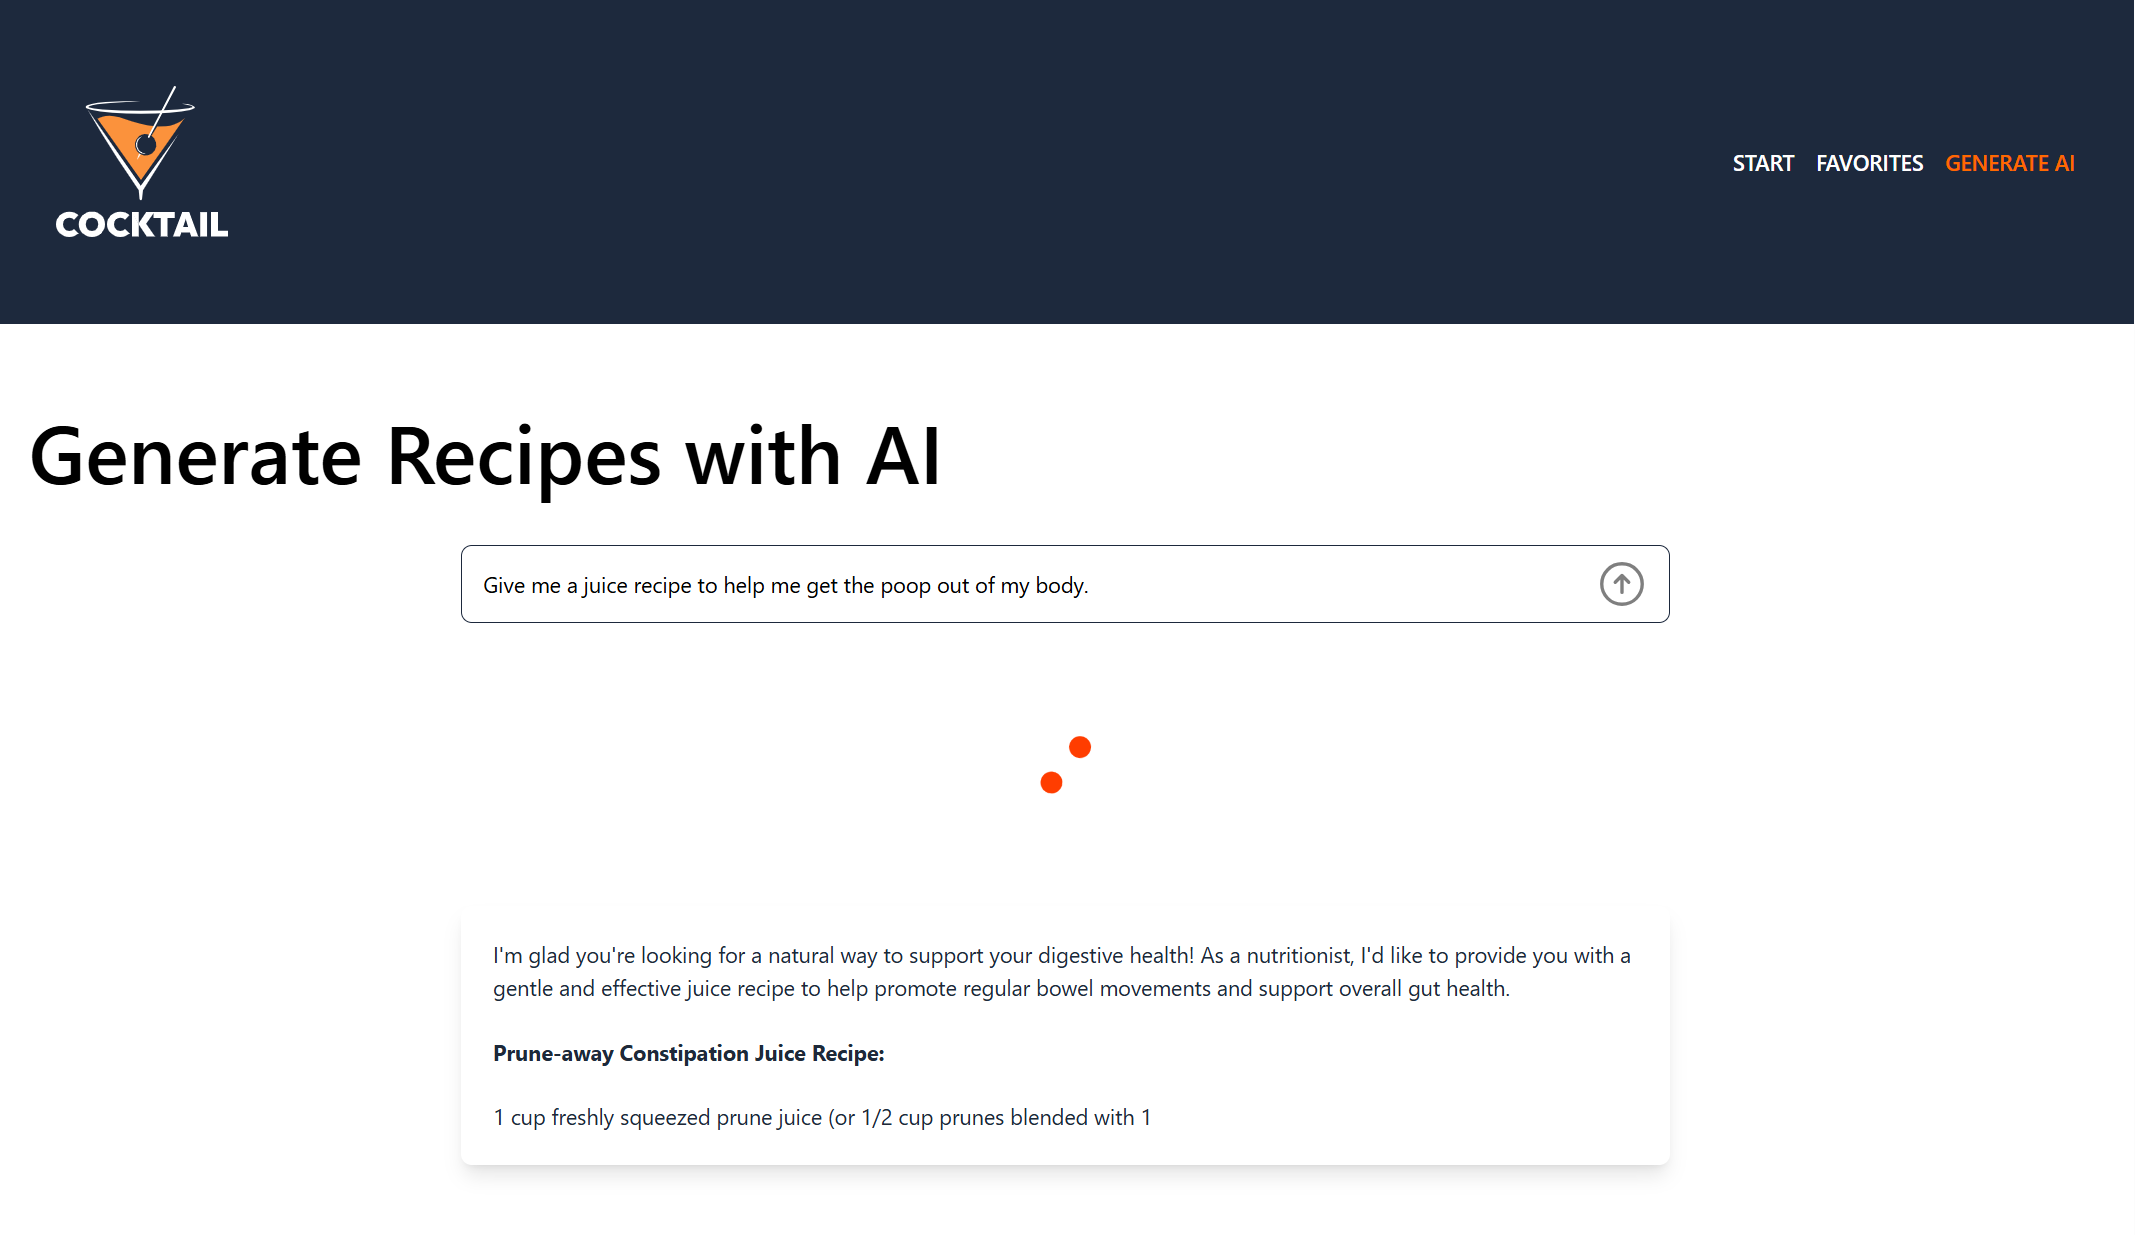 COCKTAIL
START FAVORITES GENERATE AI
Generate Recipes with AI
Give me a juice recipe to help me get the poop out of my body.
I'm glad you're looking for a natural way to support your digestive health! As a nutritionist, I'd like to provide you with a
gentle and effective juice recipe to help promote regular bowel movements and support overall gut health.
Prune-away Constipation Juice Recipe:
1 cup freshly squeezed prune juice (or 1/2 cup prunes blended with 1